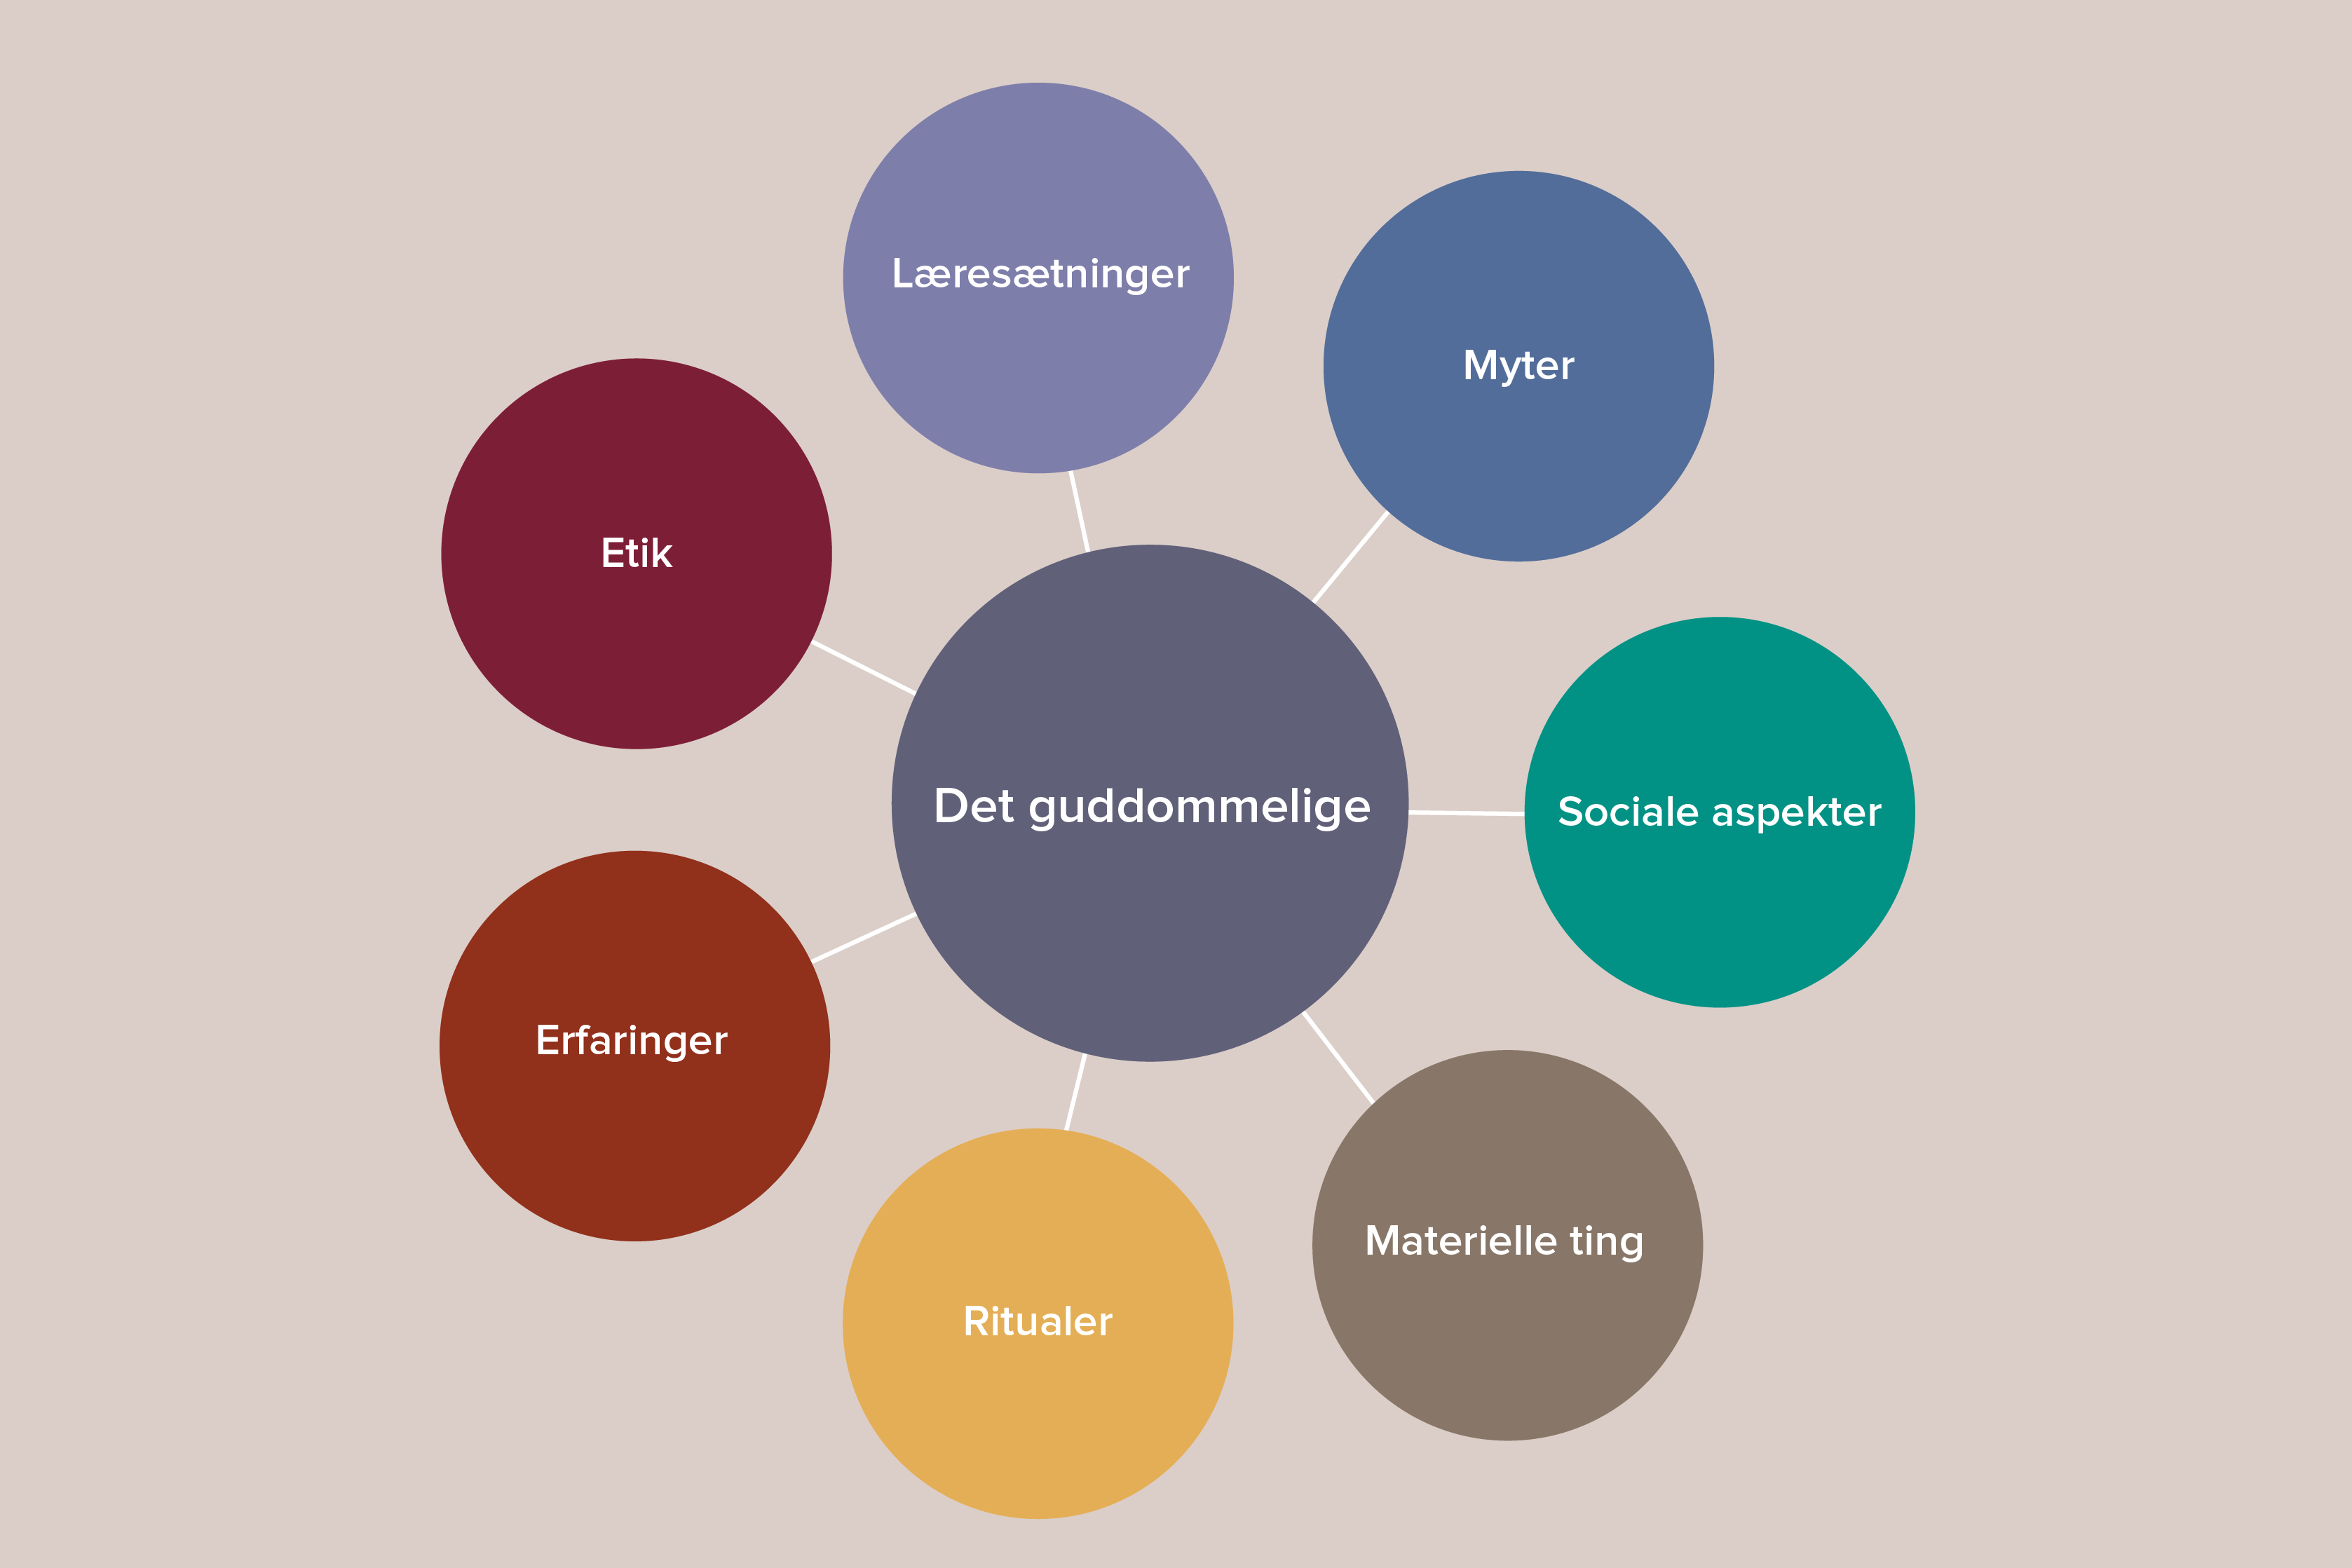 Læresætninger
Myter
Etik
Det guddommelige
Sociale aspekter
Erfaringer
Materielle ting
Ritualer